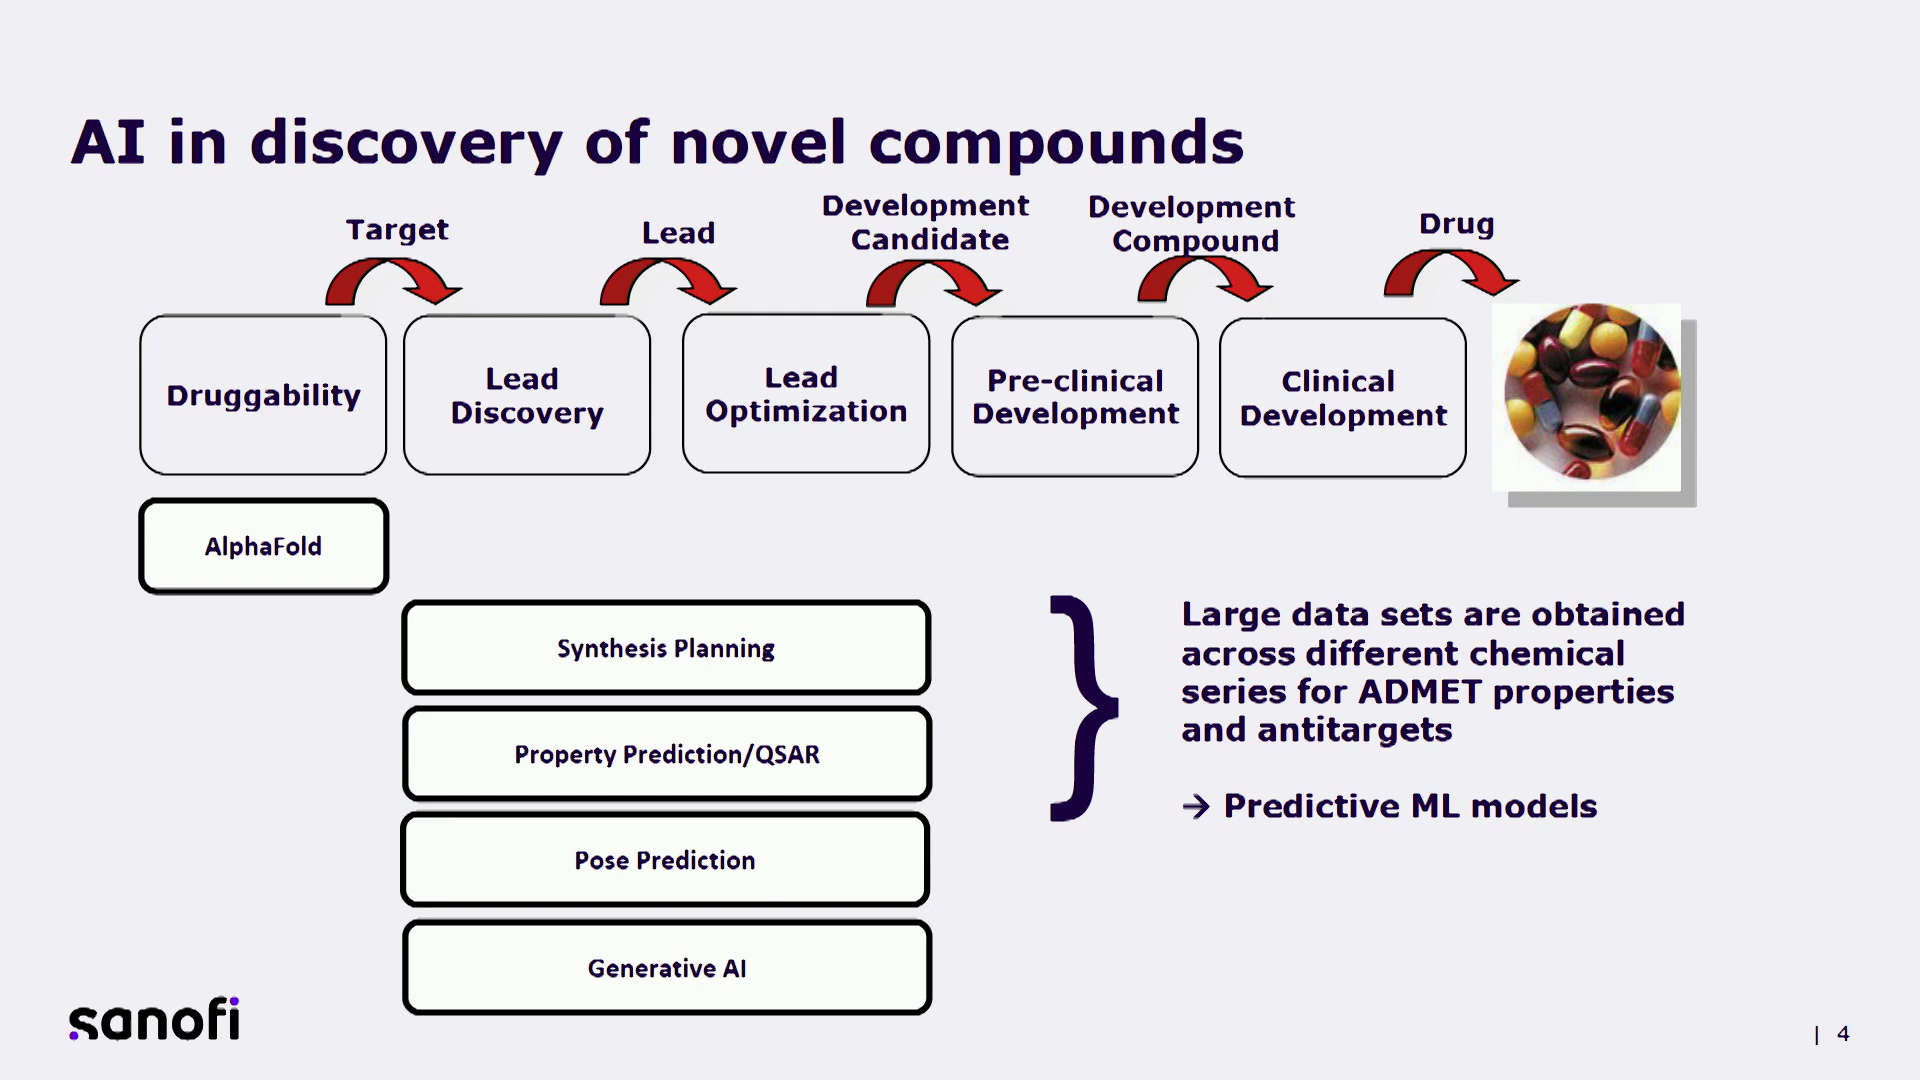 AI in discovery of novel compounds
Target
Lead
Development
Candidate
Development
Compound
Drug
Druggability
Lead
Discovery
Lead
Optimization
Pre-clinical
Development
Clinical
Development
AlphaFold
Synthesis Planning
Property Prediction/QSAR
Pose Prediction
Generative AI
}
Large data sets are obtained
across different chemical
series for ADMET properties
and antitargets
→ Predictive ML models
sanofi
| 4